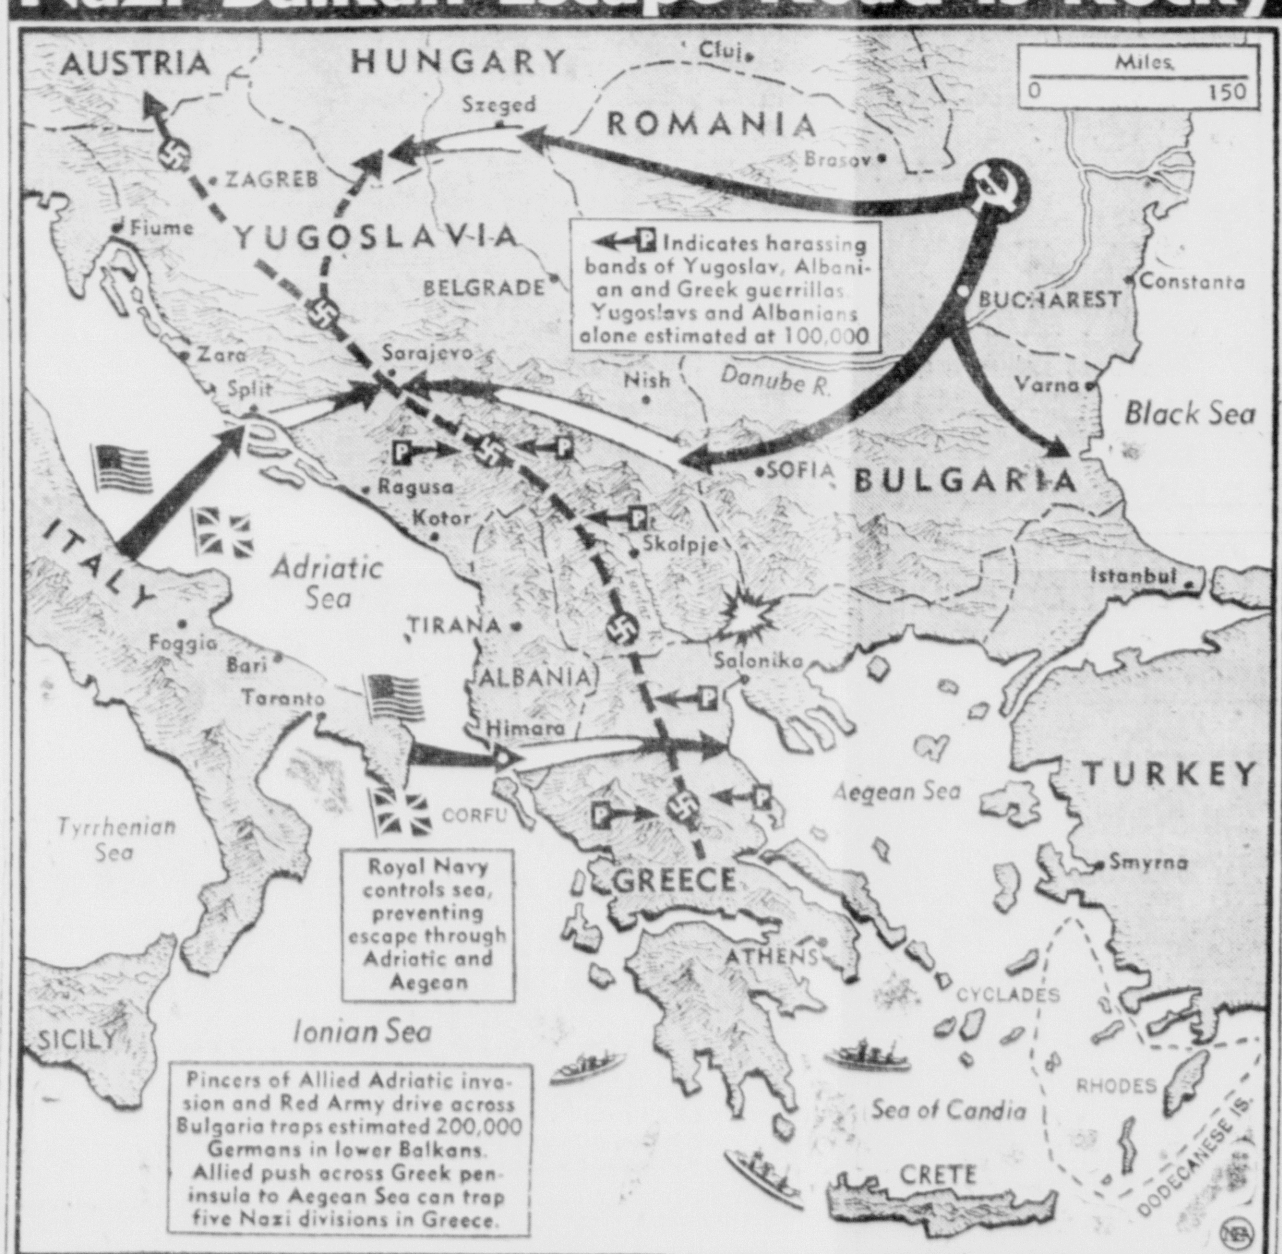 Nazi Balkan Escape Road Is Rocky
AUSTRIA
HUNGARY
Cluj
Miles
0 150
Szeged
ROMANIA
Brasov
ZAGREB
Fiume
YUGOSLAVIA
P Indicates harassing
bands of Yugoslav, Albani-
an and Greek guerrillas.
Yugoslavs and Albanians
alone estimated at 100,000
BELGRADE
BUCHAREST
Constanta
Zara
Sarajevo
Split
Nish
Danube R.
Varna
Black Sea
P
P
SOFIA
BULGARIA
Ragusa
Kotor
P
Skolpje
ITALY
Adriatic
Sea
Istanbul
TIRANA
Foggia
Bari
Salonika
ALBANIA
Taranto
P
Himara
TURKEY
CORFU
P
P
Aegean Sea
Tyrrhenian
Sea
Smyrna
Royal Navy
controls sea,
preventing
escape through
Adriatic and
Aegean
GREECE
ATHENS
CYCLADES
SICILY
Ionian Sea
RHODES
Pincers of Allied Adriatic inva-
sion and Red Army drive across
Bulgaria traps estimated 200,000
Germans in lower Balkans.
Allied push across Greek pen-
insula to Aegean Sea can trap
five Nazi divisions in Greece.
Sea of Candia
CRETE
DODECANESE IS.
NEA